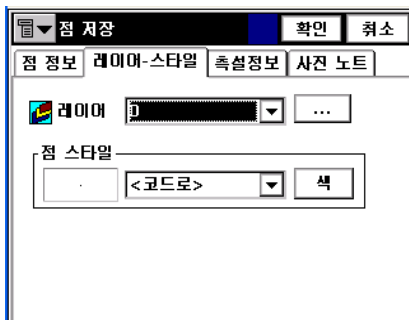 점 저장 확인 취소
점 정보 레이어-스타일 측설정보 사진 노트
레이어 0 ...
점 스타일
<코드로> 색